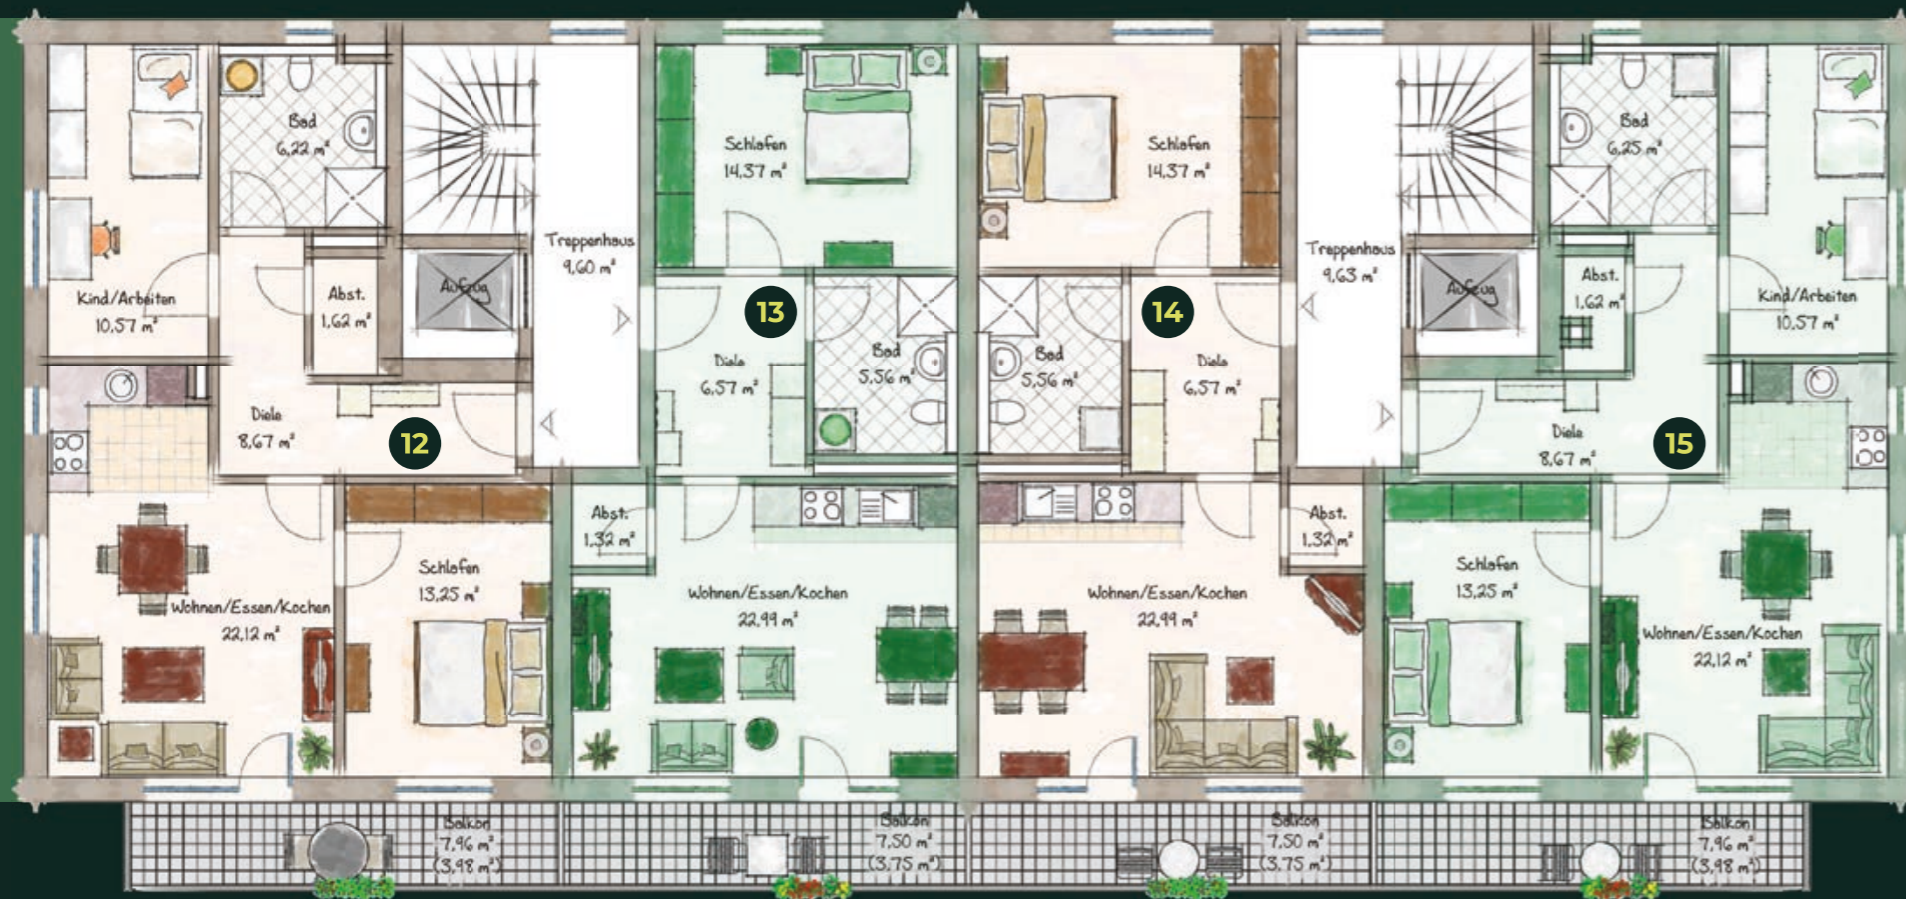 Kind/Arbeiten
10,57 m²
Bad
6,22 m²
Abst.
1,62 m²
Aufzug
Treppenhaus
9,60 m²
Diele
8,67 m²
12
Wohnen/Essen/Kochen
22,12 m²
Schlafen
13,25 m²
Balkon
7,96 m²
(3,98 m²)
Schlafen
14,37 m²
13
Diele
6,57 m²
Bad
5,56 m²
Abst.
1,32 m²
Wohnen/Essen/Kochen
22,99 m²
Balkon
7,50 m²
(3,75 m²)
Schlafen
14,37 m²
14
Bad
5,56 m²
Diele
6,57 m²
Abst.
1,32 m²
Wohnen/Essen/Kochen
22,99 m²
Balkon
7,50 m²
(3,75 m²)
Treppenhaus
9,63 m²
Aufzug
Bad
6,25 m²
Abst.
1,62 m²
Kind/Arbeiten
10,57 m²
Diele
8,67 m²
15
Schlafen
13,25 m²
Wohnen/Essen/Kochen
22,12 m²
Balkon
7,96 m²
(3,98 m²)